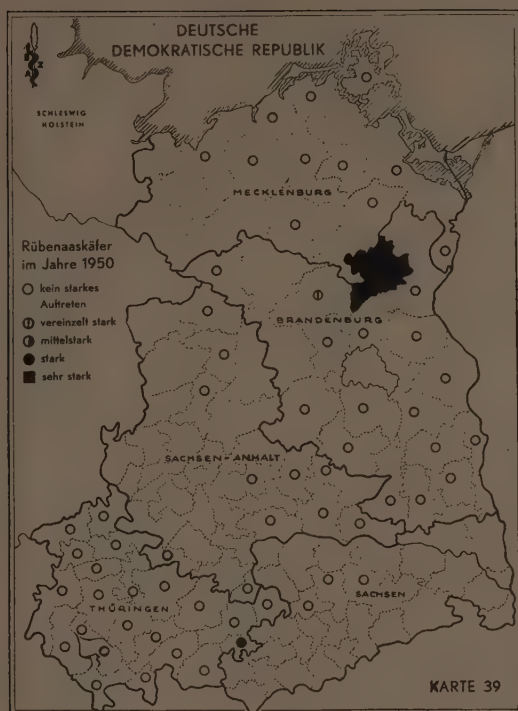 DEUTSCHE
DEMOKRATISCHE REPUBLIK
SCHLESWIG
HOLSTEIN
MECKLENBURG
Rübenaaskäfer
im Jahre 1950
kein starkes
Auftreten
vereinzelt stark
mittelstark
stark
sehr stark
BRANDENBURG
SACHSEN-ANHALT
SACHSEN
THÜRINGEN
KARTE 39